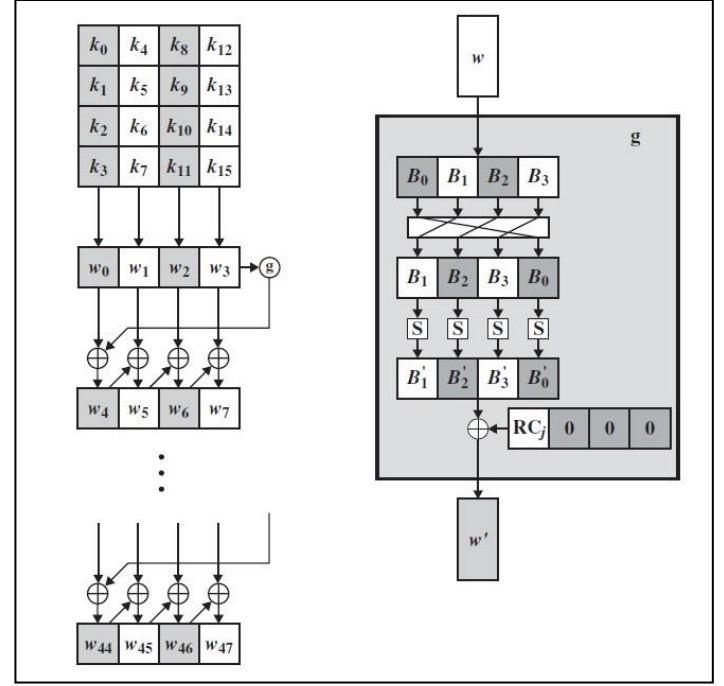 k0 k4 k8 k12
k1 k5 k9 k13
k2 k6 k10 k14
k3 k7 k11 k15
w0 w1 w2 w3 g
w4 w5 w6 w7
w44 w45 w46 w47
w
g
B0 B1 B2 B3
B1 B2 B3 B0
S S S S
B'1 B'2 B'3 B'0
RCj 0 0 0
w'